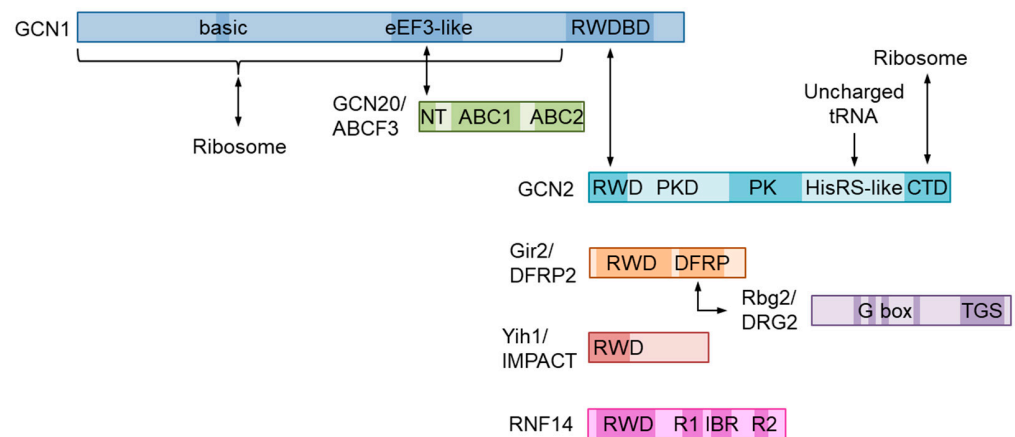 GCN1 basic eEF3-like RWDBD
Ribosome
Uncharged
tRNA
GCN20/
ABCF3
NT ABC1 ABC2
Ribosome
GCN2 RWD PKD PK HisRS-like CTD
Gir2/
DFRP2
RWD DFRP
Rbg2/
DRG2
G box TGS
Yih1/
IMPACT
RWD
RNF14 RWD R1 IBR R2